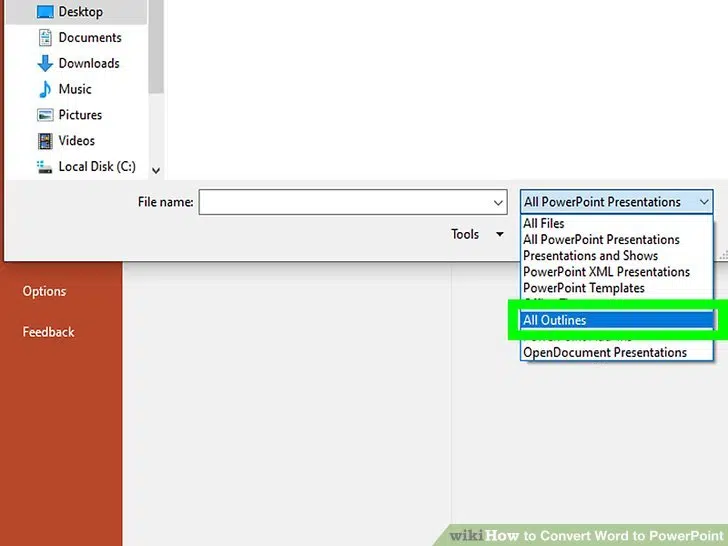 Desktop
Documents
Downloads
Music
Pictures
Videos
Local Disk (C:)
File name:
All PowerPoint Presentations
Tools
All Files
All PowerPoint Presentations
Presentations and Shows
PowerPoint XML Presentations
PowerPoint Templates
All Outlines
OpenDocument Presentations
Options
Feedback
wikiHow to Convert Word to PowerPoint